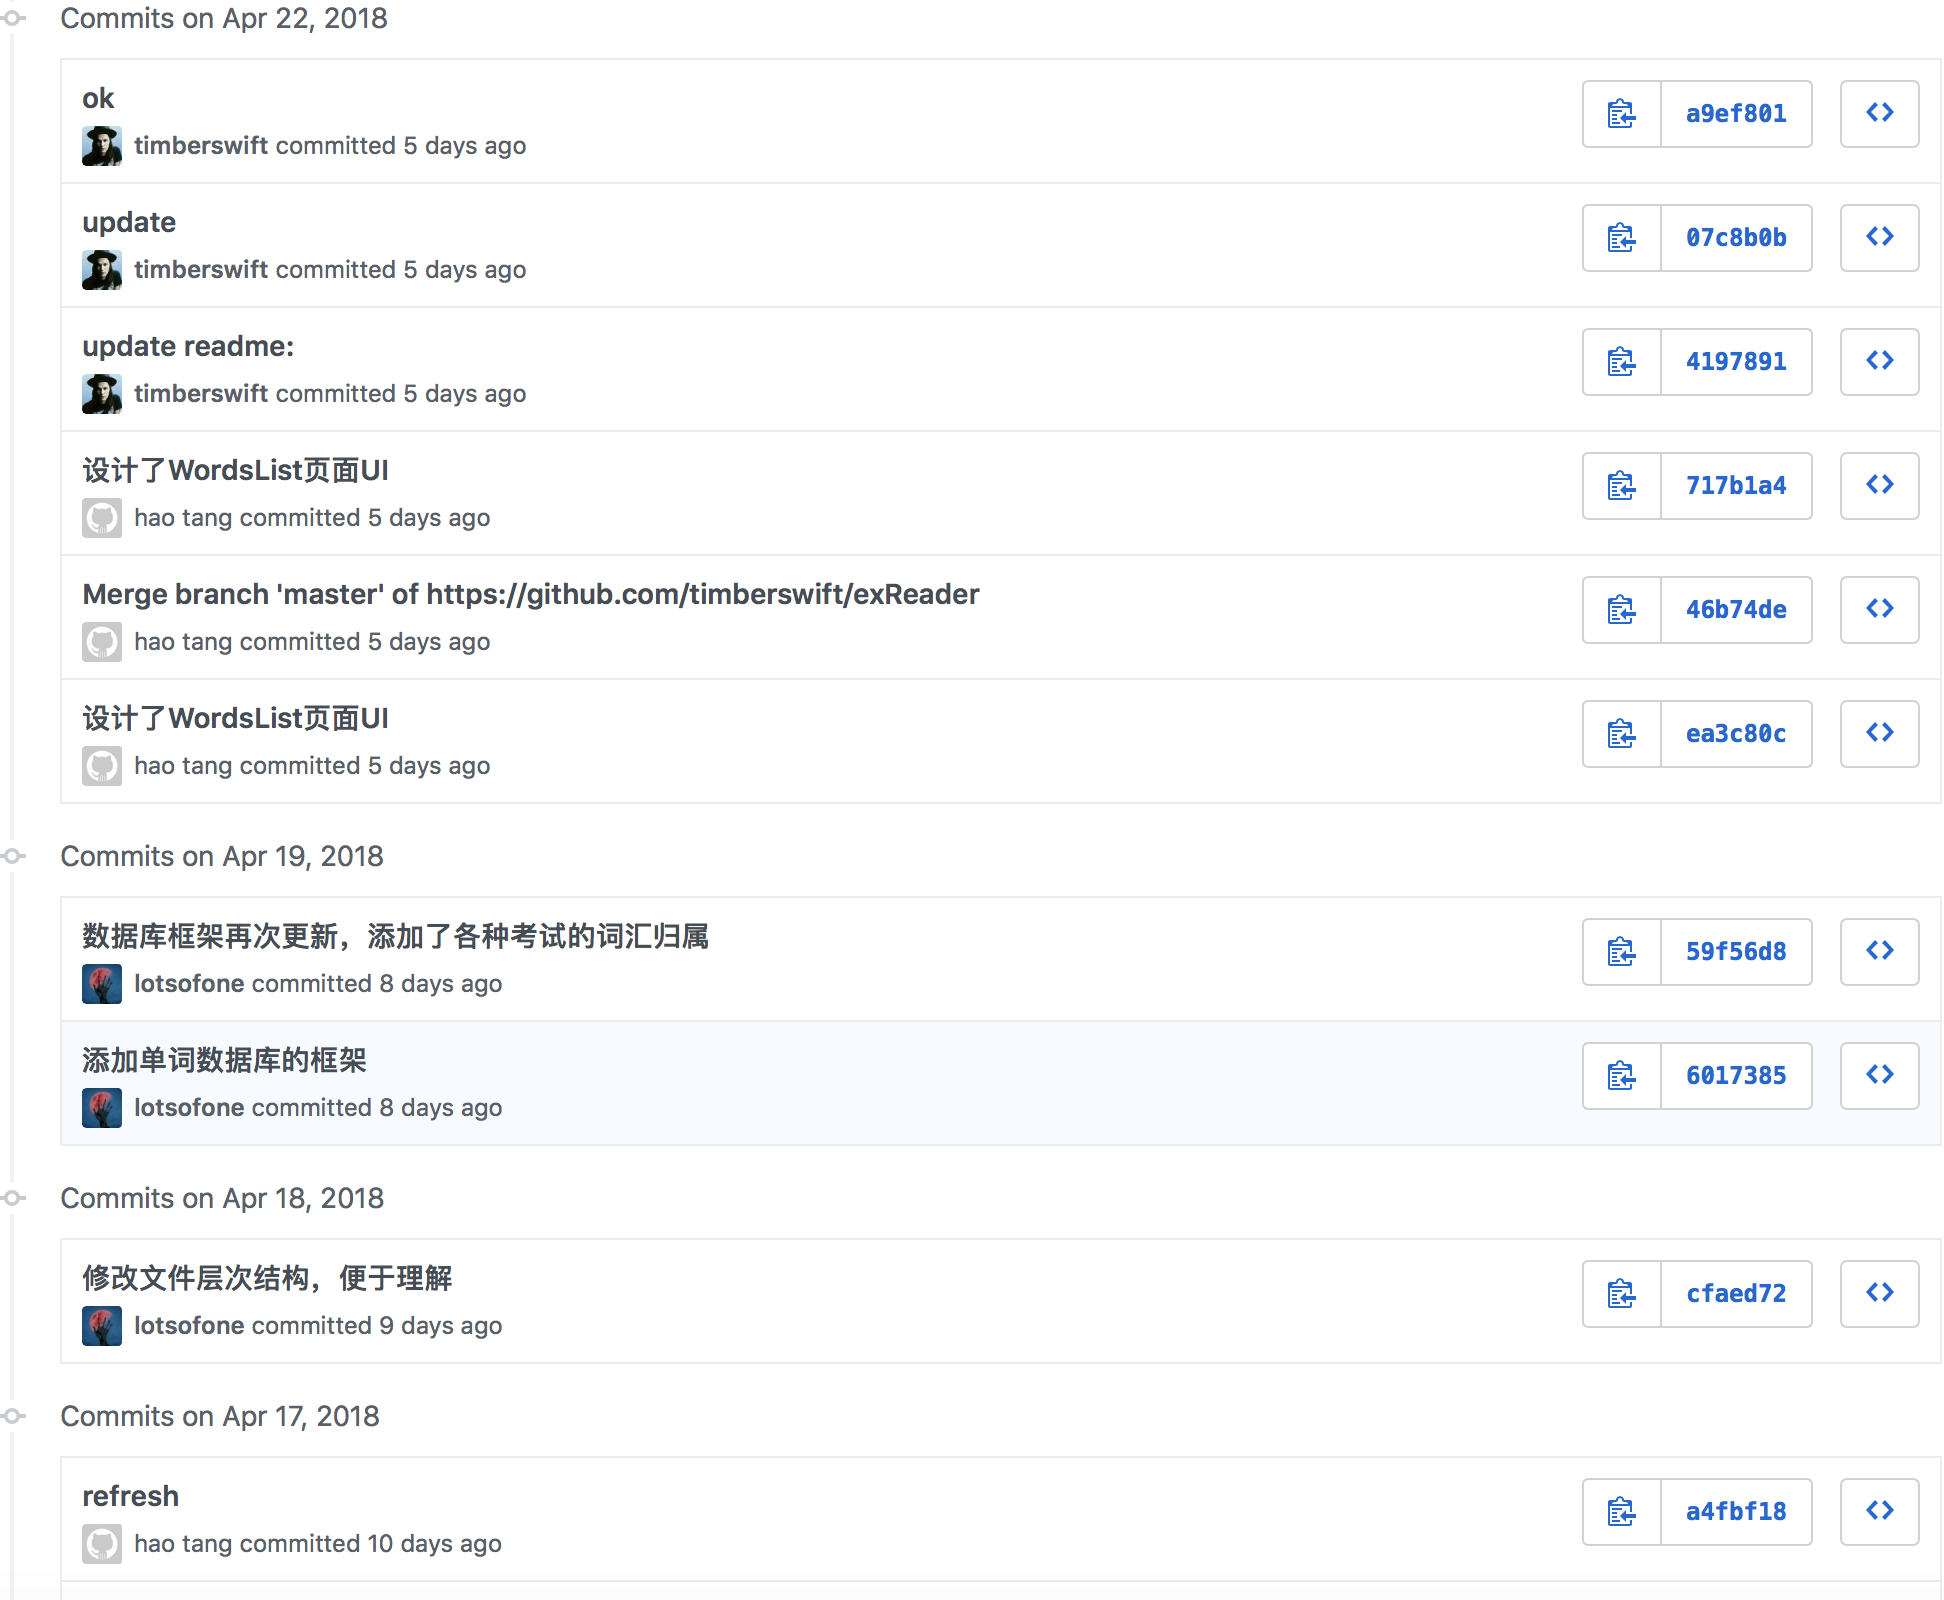 Commits on Apr 22, 2018
ok
a9ef801
timberswift committed 5 days ago
update
07c8b0b
timberswift committed 5 days ago
update readme:
4197891
timberswift committed 5 days ago
设计了WordsList页面UI
717b1a4
hao tang committed 5 days ago
Merge branch 'master' of https://github.com/timberswift/exReader
46b74de
hao tang committed 5 days ago
设计了WordsList页面UI
ea3c80c
hao tang committed 5 days ago
Commits on Apr 19, 2018
数据库框架再次更新，添加了各种考试的词汇归属
59f56d8
lotsofone committed 8 days ago
添加单词数据库的框架
6017385
lotsofone committed 8 days ago
Commits on Apr 18, 2018
修改文件层次结构，便于理解
cfaed72
lotsofone committed 9 days ago
Commits on Apr 17, 2018
refresh
a4fbf18
hao tang committed 10 days ago